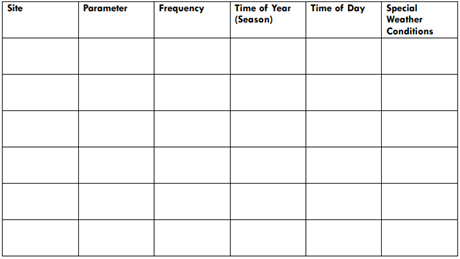 Site Parameter Frequency Time of Year Time of Day Special
(Season) Weather
Conditions